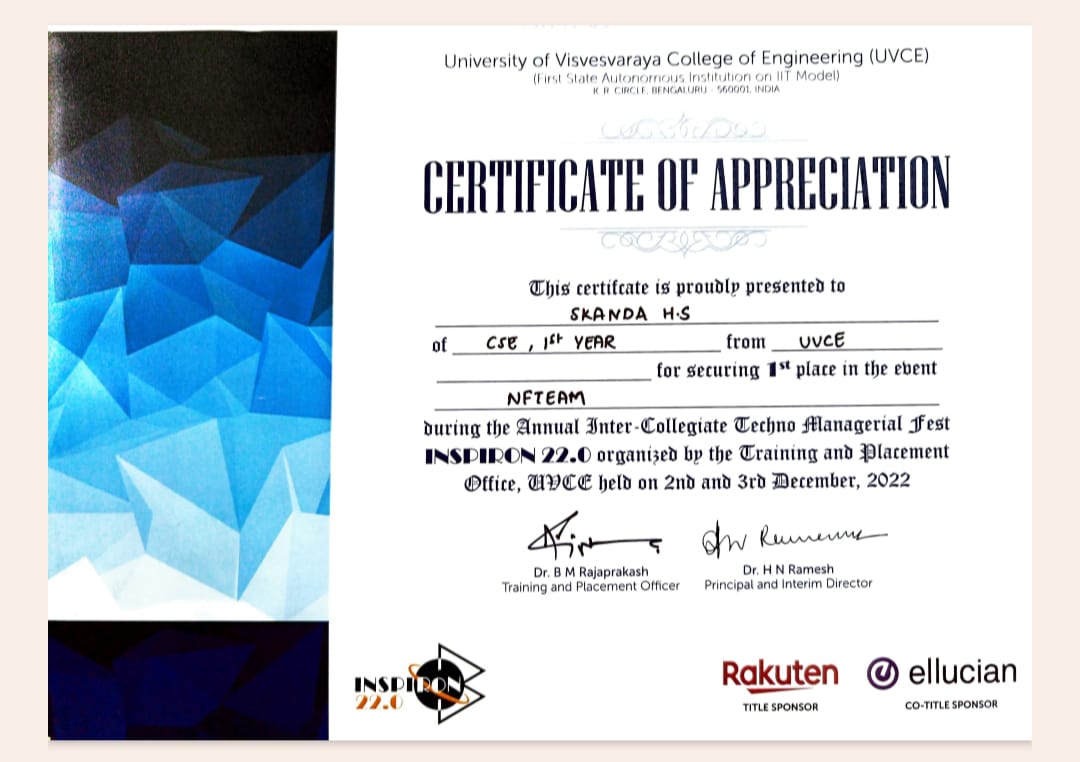 University of Visvesvaraya College of Engineering (UVCE)
(First State Autonomous Institution on IIT Model)
K R CIRCLE, BENGALURU - 560001, INDIA
CERTIFICATE OF APPRECIATION
This certifcate is proudly presented to
SKANDA H.S
of CSE , 1st YEAR from UVCE
for securing 1st place in the event
NFTEAM
during the Annual Inter-Collegiate Techno Managerial Fest
INSPIRON 22.0 organized by the Training and Placement
Office, UVCE held on 2nd and 3rd December, 2022
Dr. B M Rajaprakash
Training and Placement Officer
Dr. H N Ramesh
Principal and Interim Director
INSPIRON
22.0
Rakuten
TITLE SPONSOR
ellucian
CO-TITLE SPONSOR